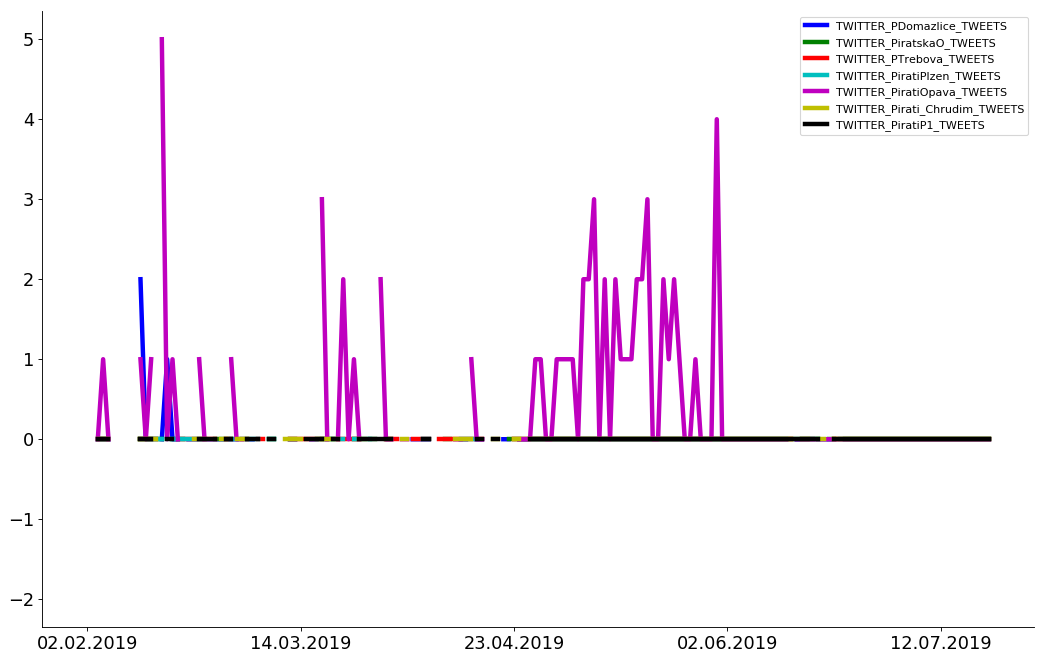 TWITTER_PDomazlice_TWEETS
TWITTER_PiratskaO_TWEETS
TWITTER_PTrebova_TWEETS
TWITTER_PiratiPlzen_TWEETS
TWITTER_PiratiOpava_TWEETS
TWITTER_Pirati_Chrudim_TWEETS
TWITTER_PiratiP1_TWEETS
5
4
3
2
1
0
−1
−2
02.02.2019 14.03.2019 23.04.2019 02.06.2019 12.07.2019